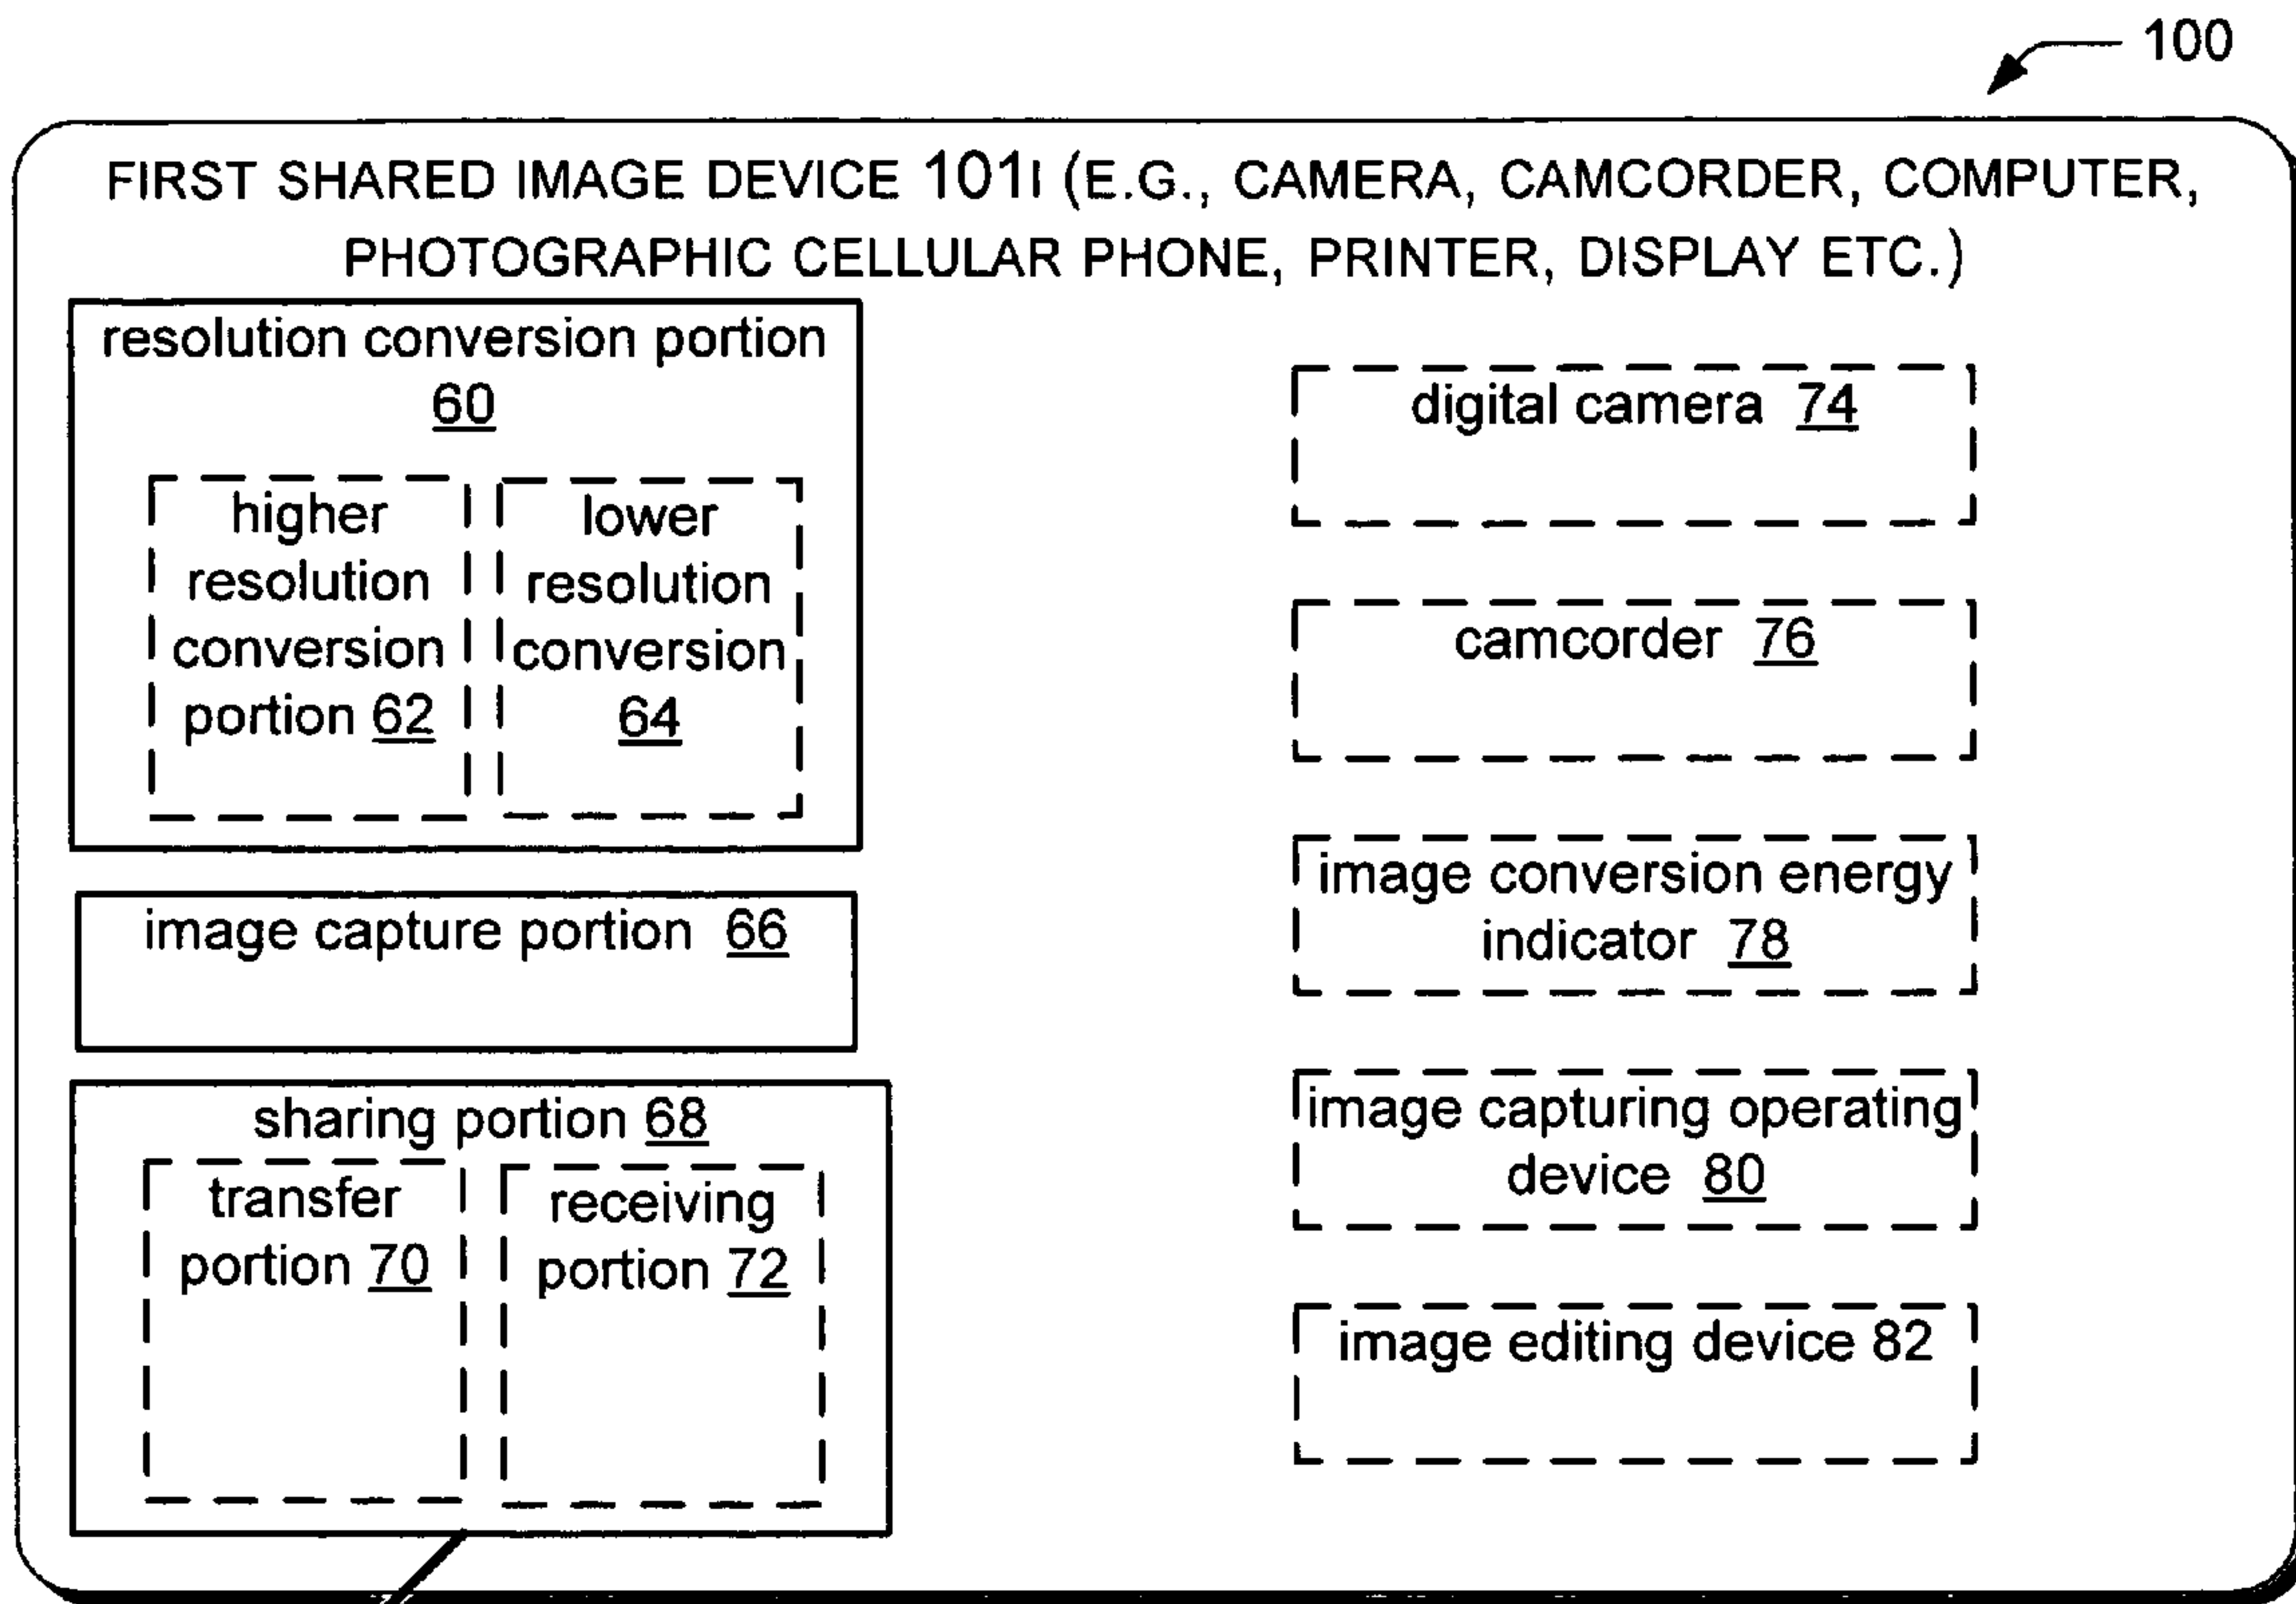 100
FIRST SHARED IMAGE DEVICE 101I (E.G., CAMERA, CAMCORDER, COMPUTER,
PHOTOGRAPHIC CELLULAR PHONE, PRINTER, DISPLAY ETC.)
resolution conversion portion
60
higher
resolution
conversion
portion 62
lower
resolution
conversion
64
image capture portion 66
sharing portion 68
transfer
portion 70
receiving
portion 72
digital camera 74
camcorder 76
image conversion energy
indicator 78
image capturing operating
device 80
image editing device 82